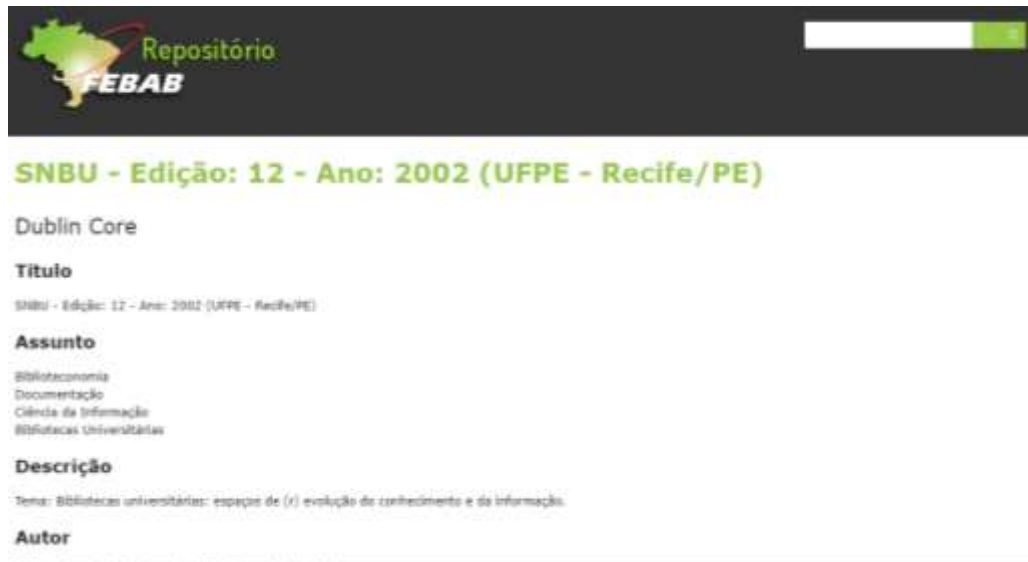 Repositório
FEBAB
SNBU - Edição: 12 - Ano: 2002 (UFPE - Recife/PE)
Dublin Core
Título
SNBU - Edição: 12 - Ano: 2002 (UFPE - Recife/PE)
Assunto
Biblioteconomia
Documentação
Ciência da Informação
Bibliotecas Universitárias
Descrição
Tema: Bibliotecas universitárias: espaços de (r) evolução do conhecimento e da informação.
Autor